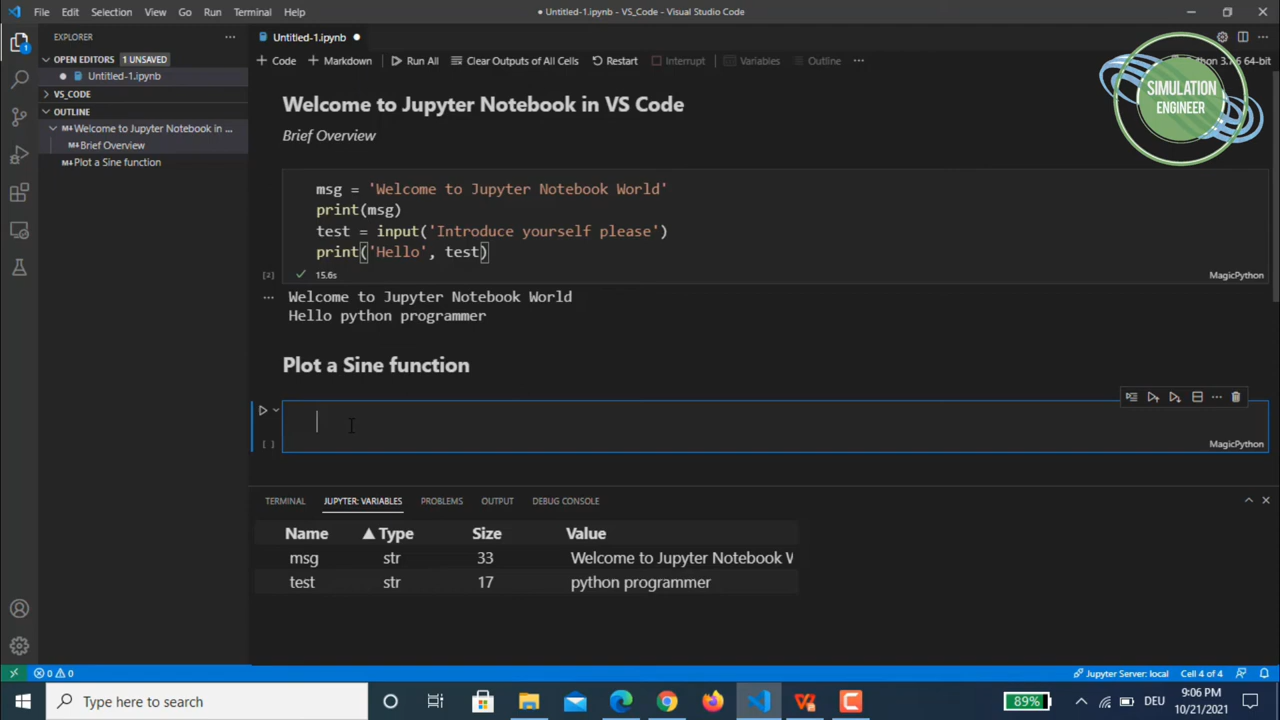 File Edit Selection View Go Run Terminal Help
● Untitled-1.ipynb - VS_Code - Visual Studio Code
EXPLORER
Untitled-1.ipynb
OPEN EDITORS 1 UNSAVED
Untitled-1.ipynb
VS_CODE
OUTLINE
Welcome to Jupyter Notebook in ...
Brief Overview
Plot a Sine function
1
+ Code + Markdown Run All Clear Outputs of All Cells Restart Interrupt Variables Outline ...
64-bit
SIMULATION
ENGINEER
Welcome to Jupyter Notebook in VS Code
Brief Overview
msg = 'Welcome to Jupyter Notebook World'
print(msg)
test = input('Introduce yourself please')
print('Hello', test)
15.6s
MagicPython
Welcome to Jupyter Notebook World
Hello python programmer
Plot a Sine function
[ ]
MagicPython
TERMINAL JUPYTER: VARIABLES PROBLEMS OUTPUT DEBUG CONSOLE
Name ▲ Type Size Value
msg str 33 Welcome to Jupyter Notebook W
test str 17 python programmer
0 0
Jupyter Server: local Cell 4 of 4
Type here to search
89%
DEU
9:06 PM
10/21/2021